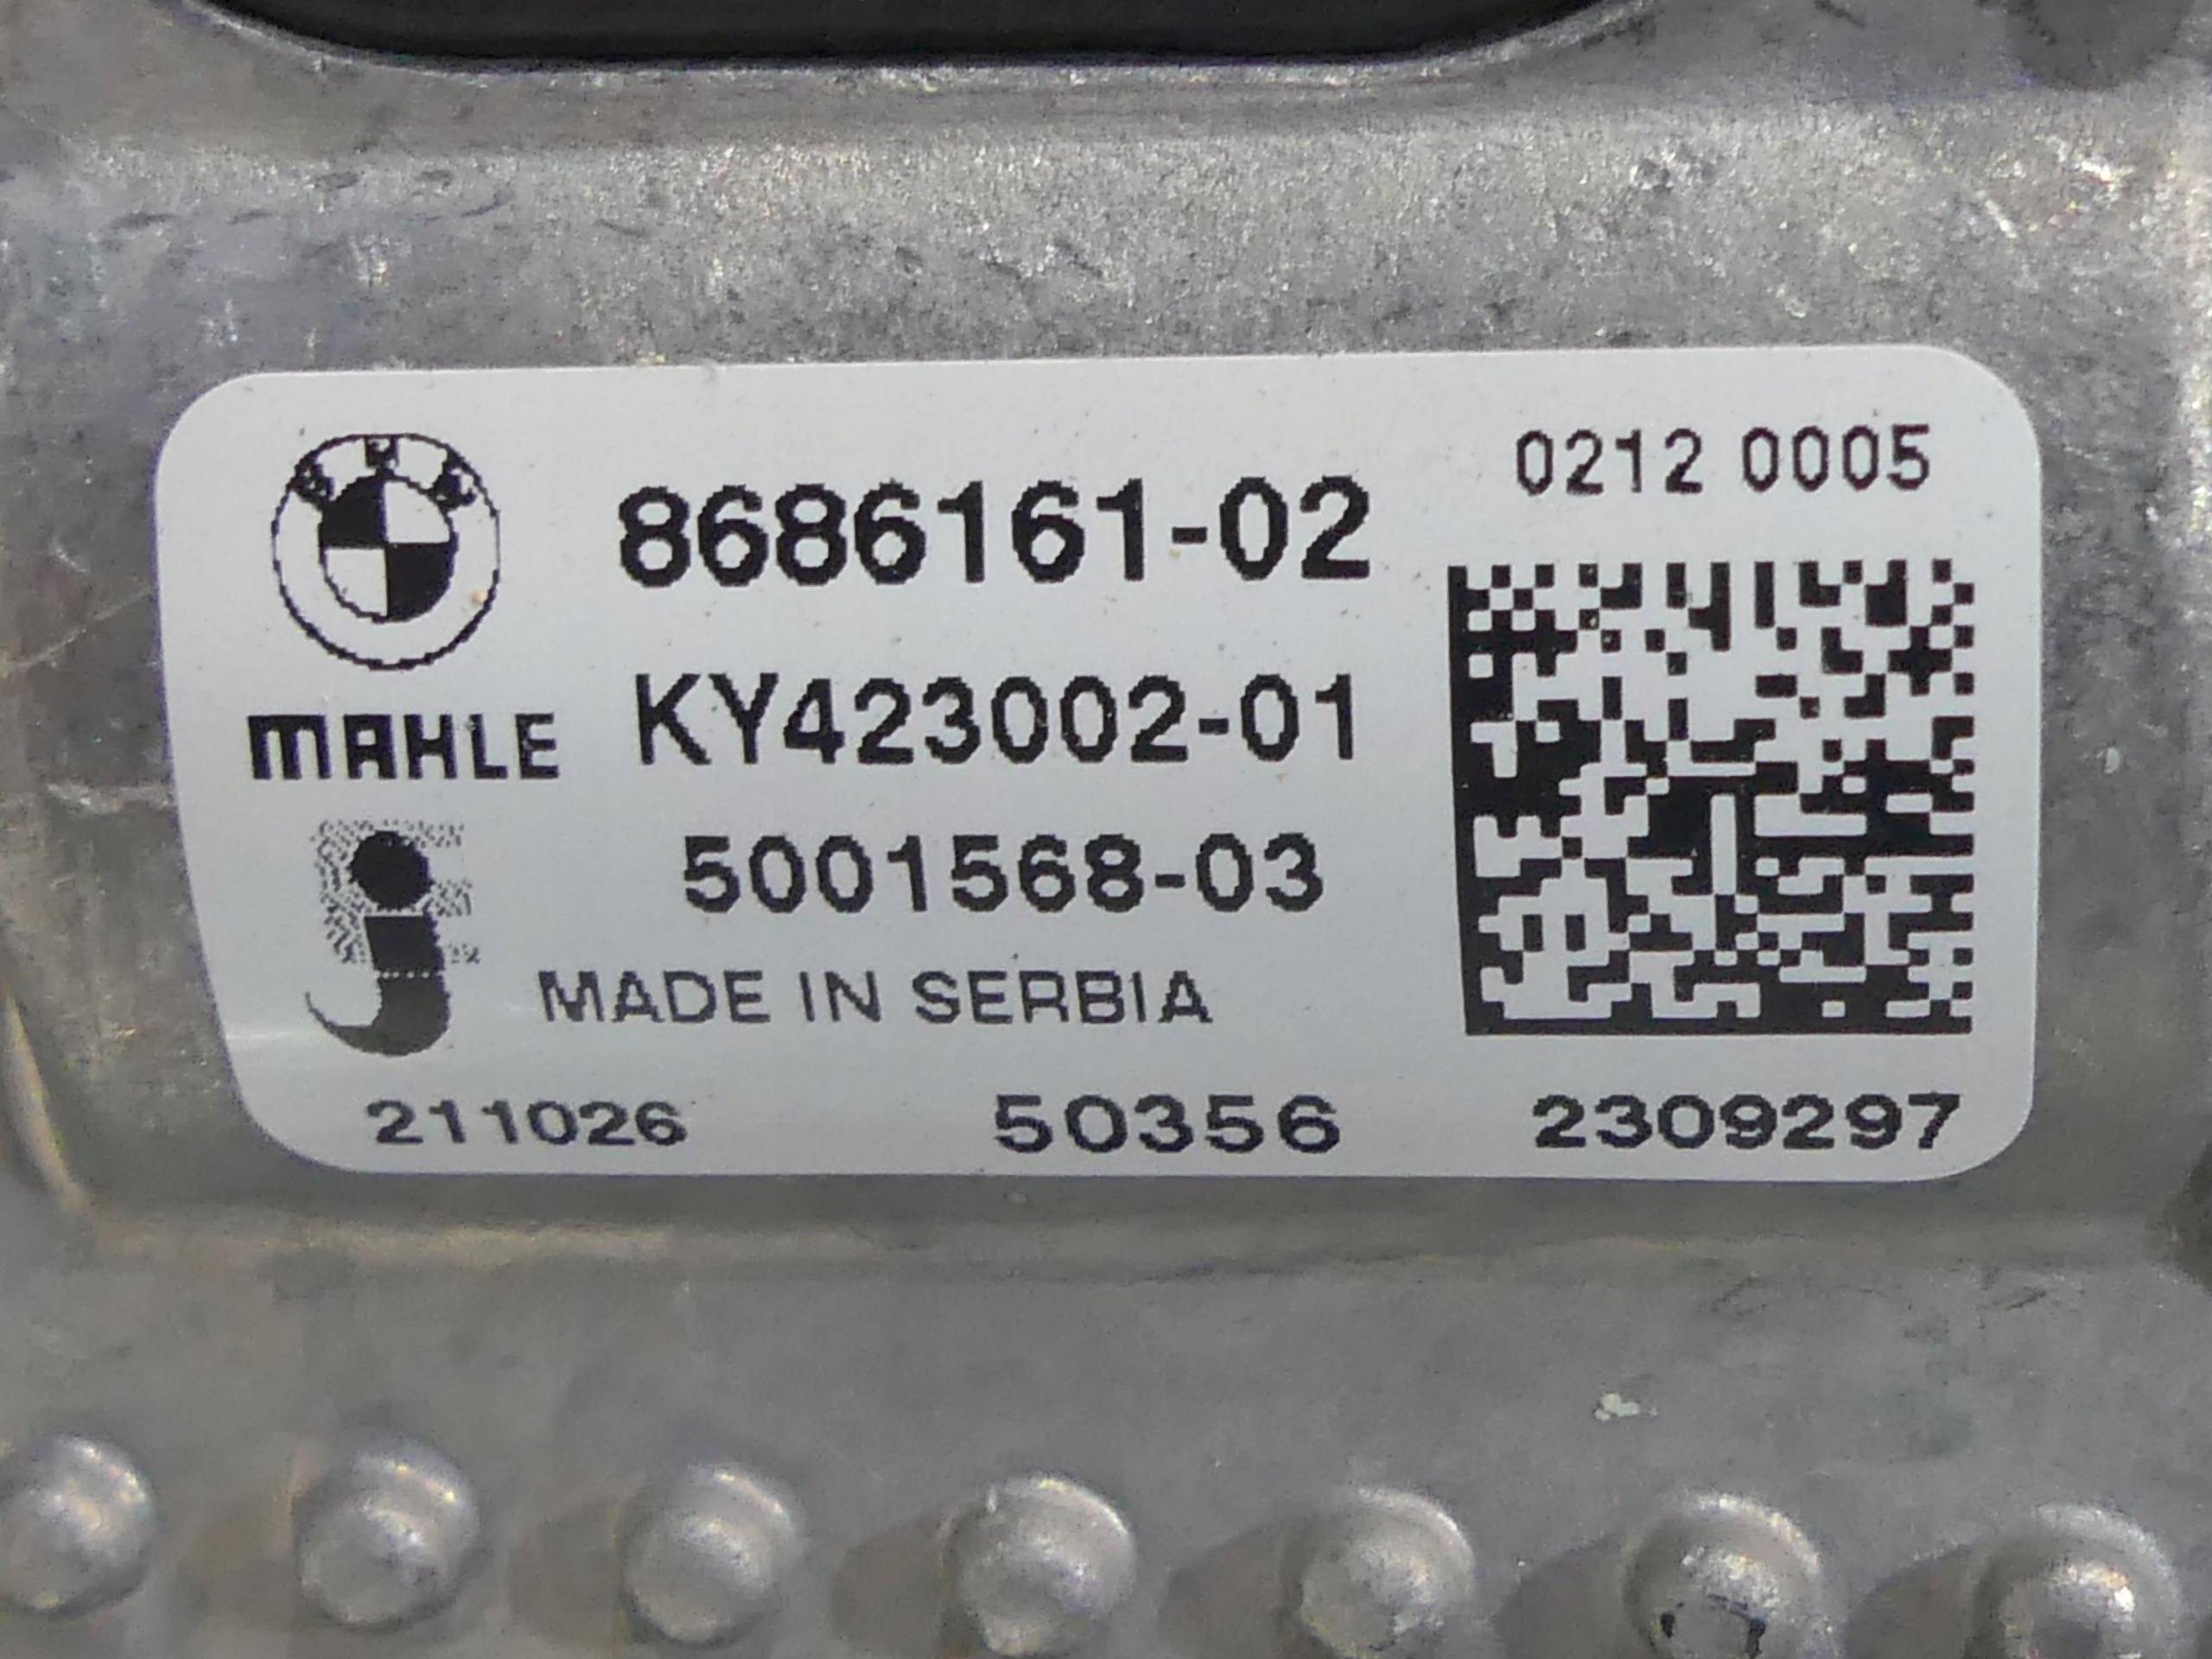 0212 0005
8686161-02
MAHLE
KY423002-01
5001568-03
MADE IN SERBIA
211026 50356 2309297